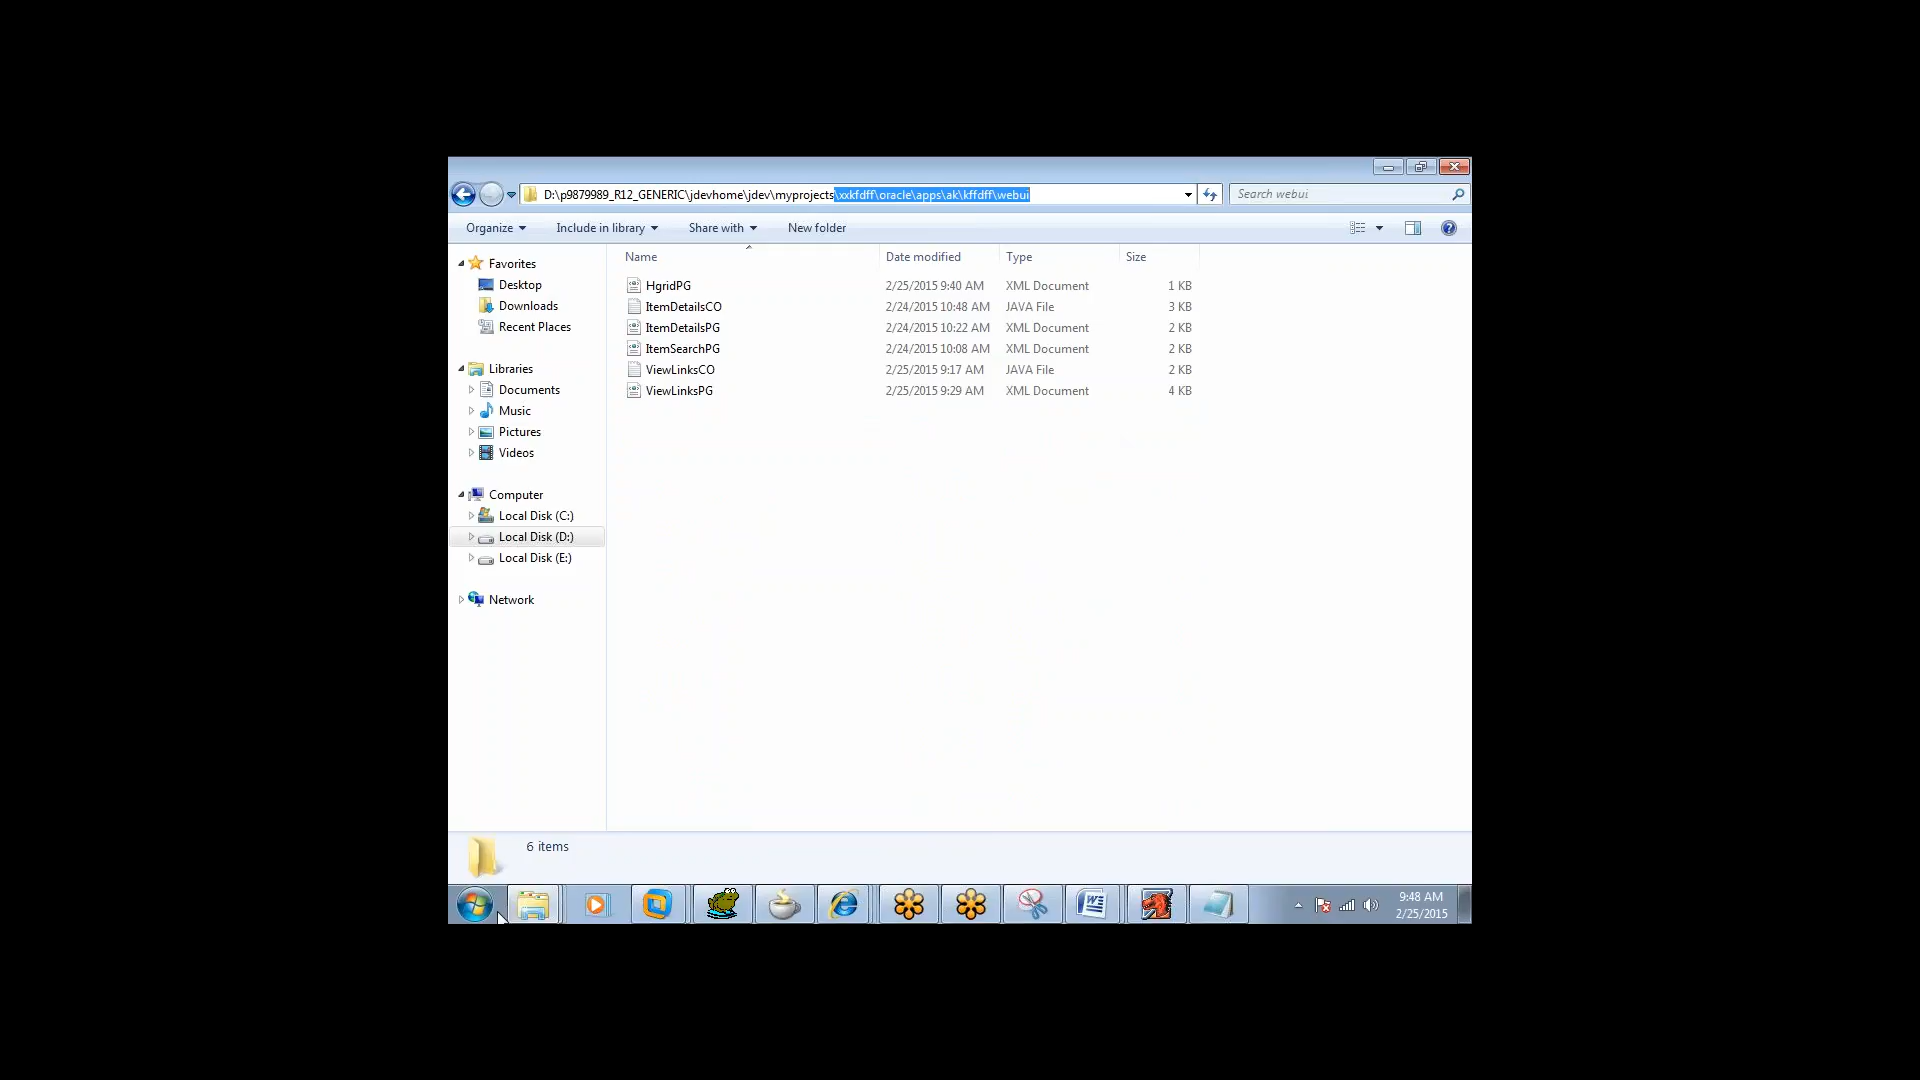 D:\p9879989_R12_GENERIC\jdevhome\jdev\myprojects\xxkfdff\oracle\apps\ak\kffdff\webui
Search webui
Organize
Include in library
Share with
New folder
Favorites
Desktop
Downloads
Recent Places
Libraries
Documents
Music
Pictures
Videos
Computer
Local Disk (C:)
Local Disk (D:)
Local Disk (E:)
Network
Name Date modified Type Size
HgridPG 2/25/2015 9:40 AM XML Document 1 KB
ItemDetailsCO 2/24/2015 10:48 AM JAVA File 3 KB
ItemDetailsPG 2/24/2015 10:22 AM XML Document 2 KB
ItemSearchPG 2/24/2015 10:08 AM XML Document 2 KB
ViewLinksCO 2/25/2015 9:17 AM JAVA File 2 KB
ViewLinksPG 2/25/2015 9:29 AM XML Document 4 KB
6 items
9:48 AM
2/25/2015